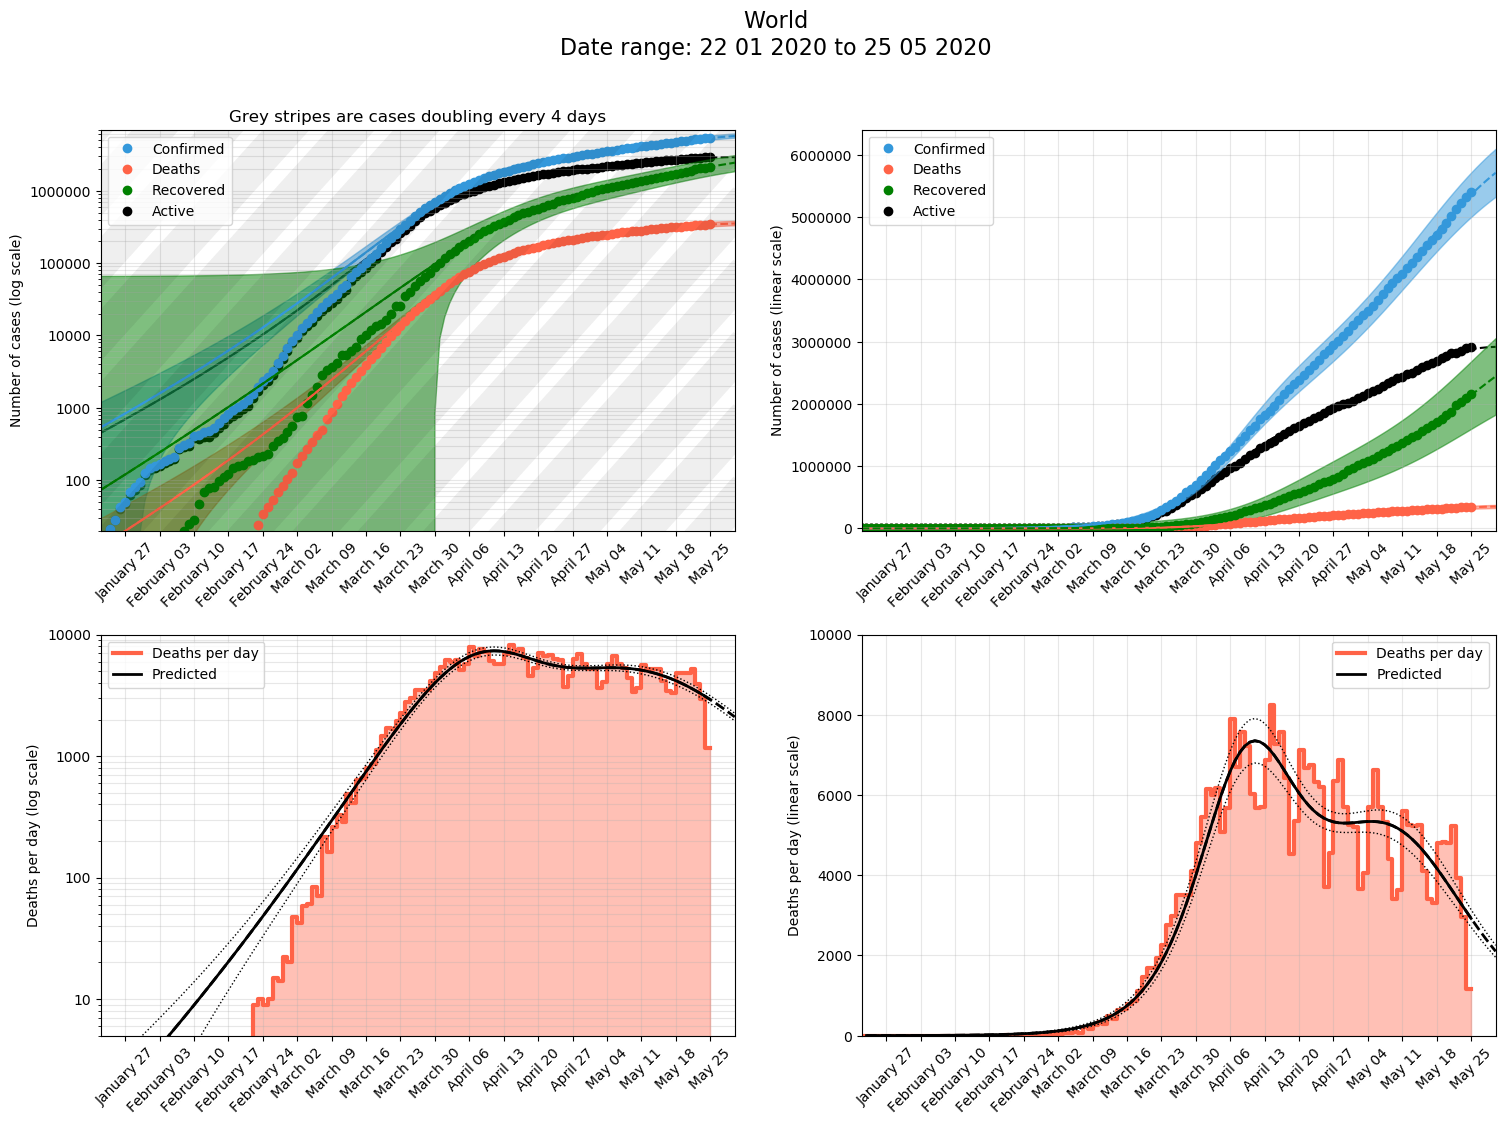 World
Date range: 22 01 2020 to 25 05 2020
Grey stripes are cases doubling every 4 days
Number of cases (log scale)
1000000
100000
10000
1000
100
Confirmed
Deaths
Recovered
Active
January 27
February 03
February 10
February 17
February 24
March 02
March 09
March 16
March 23
March 30
April 06
April 13
April 20
April 27
May 04
May 11
May 18
May 25
Number of cases (linear scale)
6000000
5000000
4000000
3000000
2000000
1000000
0
Confirmed
Deaths
Recovered
Active
January 27
February 03
February 10
February 17
February 24
March 02
March 09
March 16
March 23
March 30
April 06
April 13
April 20
April 27
May 04
May 11
May 18
May 25
Deaths per day (log scale)
10000
1000
100
10
Deaths per day
Predicted
January 27
February 03
February 10
February 17
February 24
March 02
March 09
March 16
March 23
March 30
April 06
April 13
April 20
April 27
May 04
May 11
May 18
May 25
Deaths per day (linear scale)
10000
8000
6000
4000
2000
0
Deaths per day
Predicted
January 27
February 03
February 10
February 17
February 24
March 02
March 09
March 16
March 23
March 30
April 06
April 13
April 20
April 27
May 04
May 11
May 18
May 25